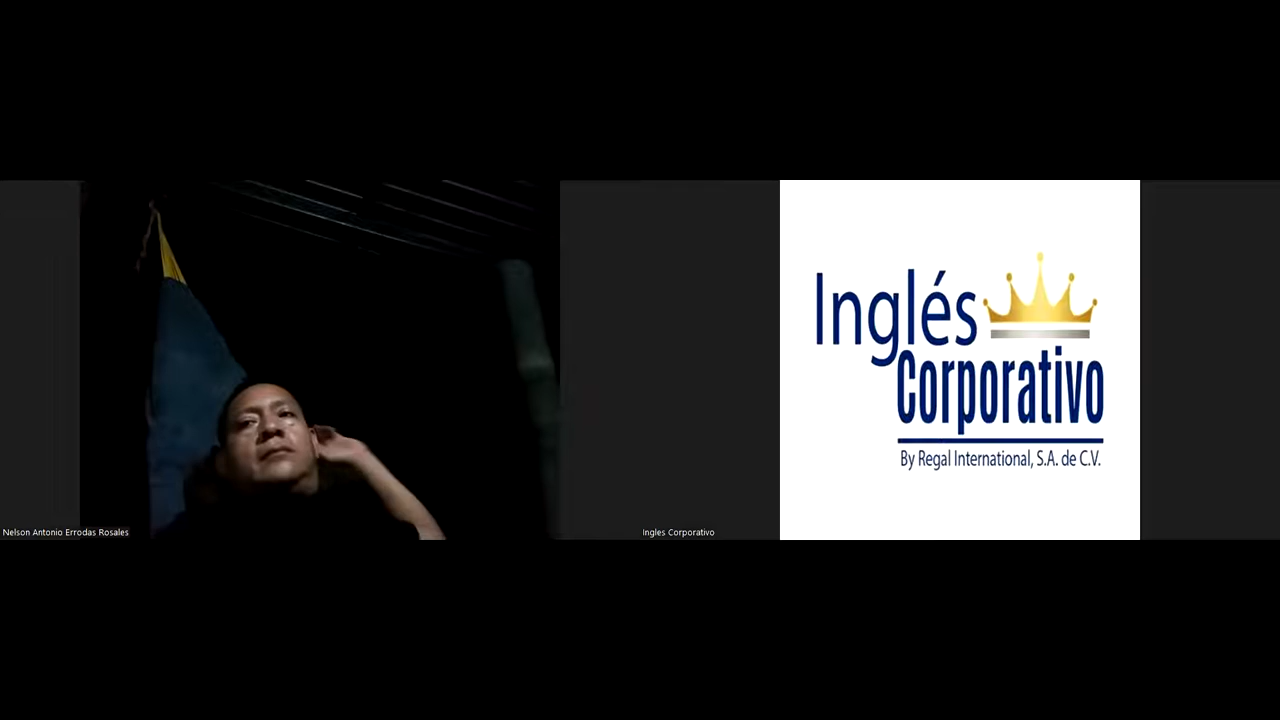 Inglés
Corporativo
By Regal International, S.A. de C.V.
Nelson Antonio Errodas Rosales
Ingles Corporativo